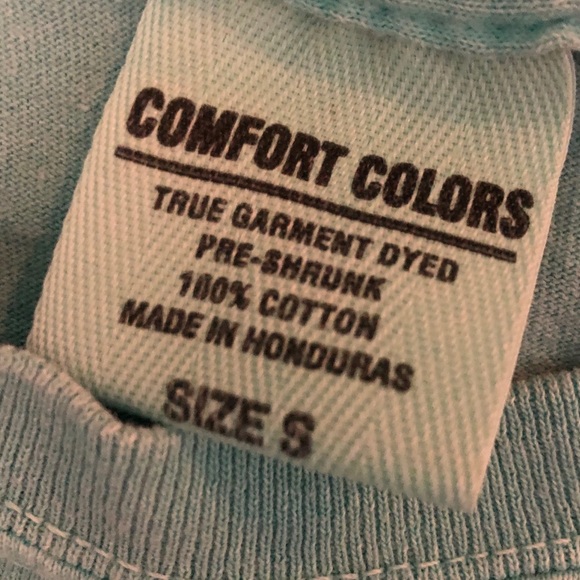 COMFORT COLORS
TRUE GARMENT DYED
PRE-SHRUNK
100% COTTON
MADE IN HONDURAS
SIZE S